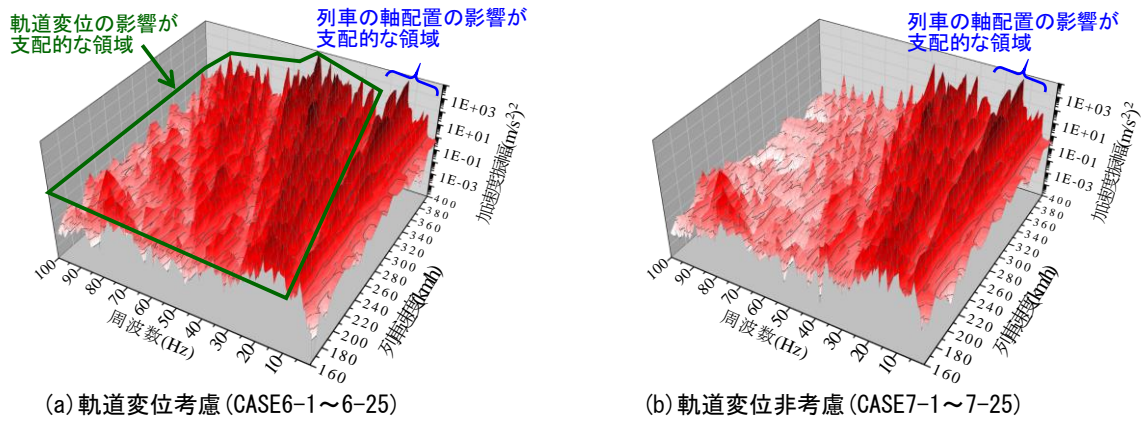 軌道変位の影響が
支配的な領域
列車の軸配置の影響が
支配的な領域
1E+03
1E+01
1E-01
1E-03
加速度振幅(m/s²)²
400
380
360
340
320
300
280
260
240
220
200
180
160
列車速度(km/h)
100
90
80
70
60
50
40
30
20
10
周波数(Hz)
(a)軌道変位考慮(CASE6-1～6-25)
列車の軸配置の影響が
支配的な領域
1E+03
1E+01
1E-01
1E-03
加速度振幅(m/s²)²
400
380
360
340
320
300
280
260
240
220
200
180
160
列車速度(km/h)
100
90
80
70
60
50
40
30
20
10
周波数(Hz)
(b)軌道変位非考慮(CASE7-1～7-25)